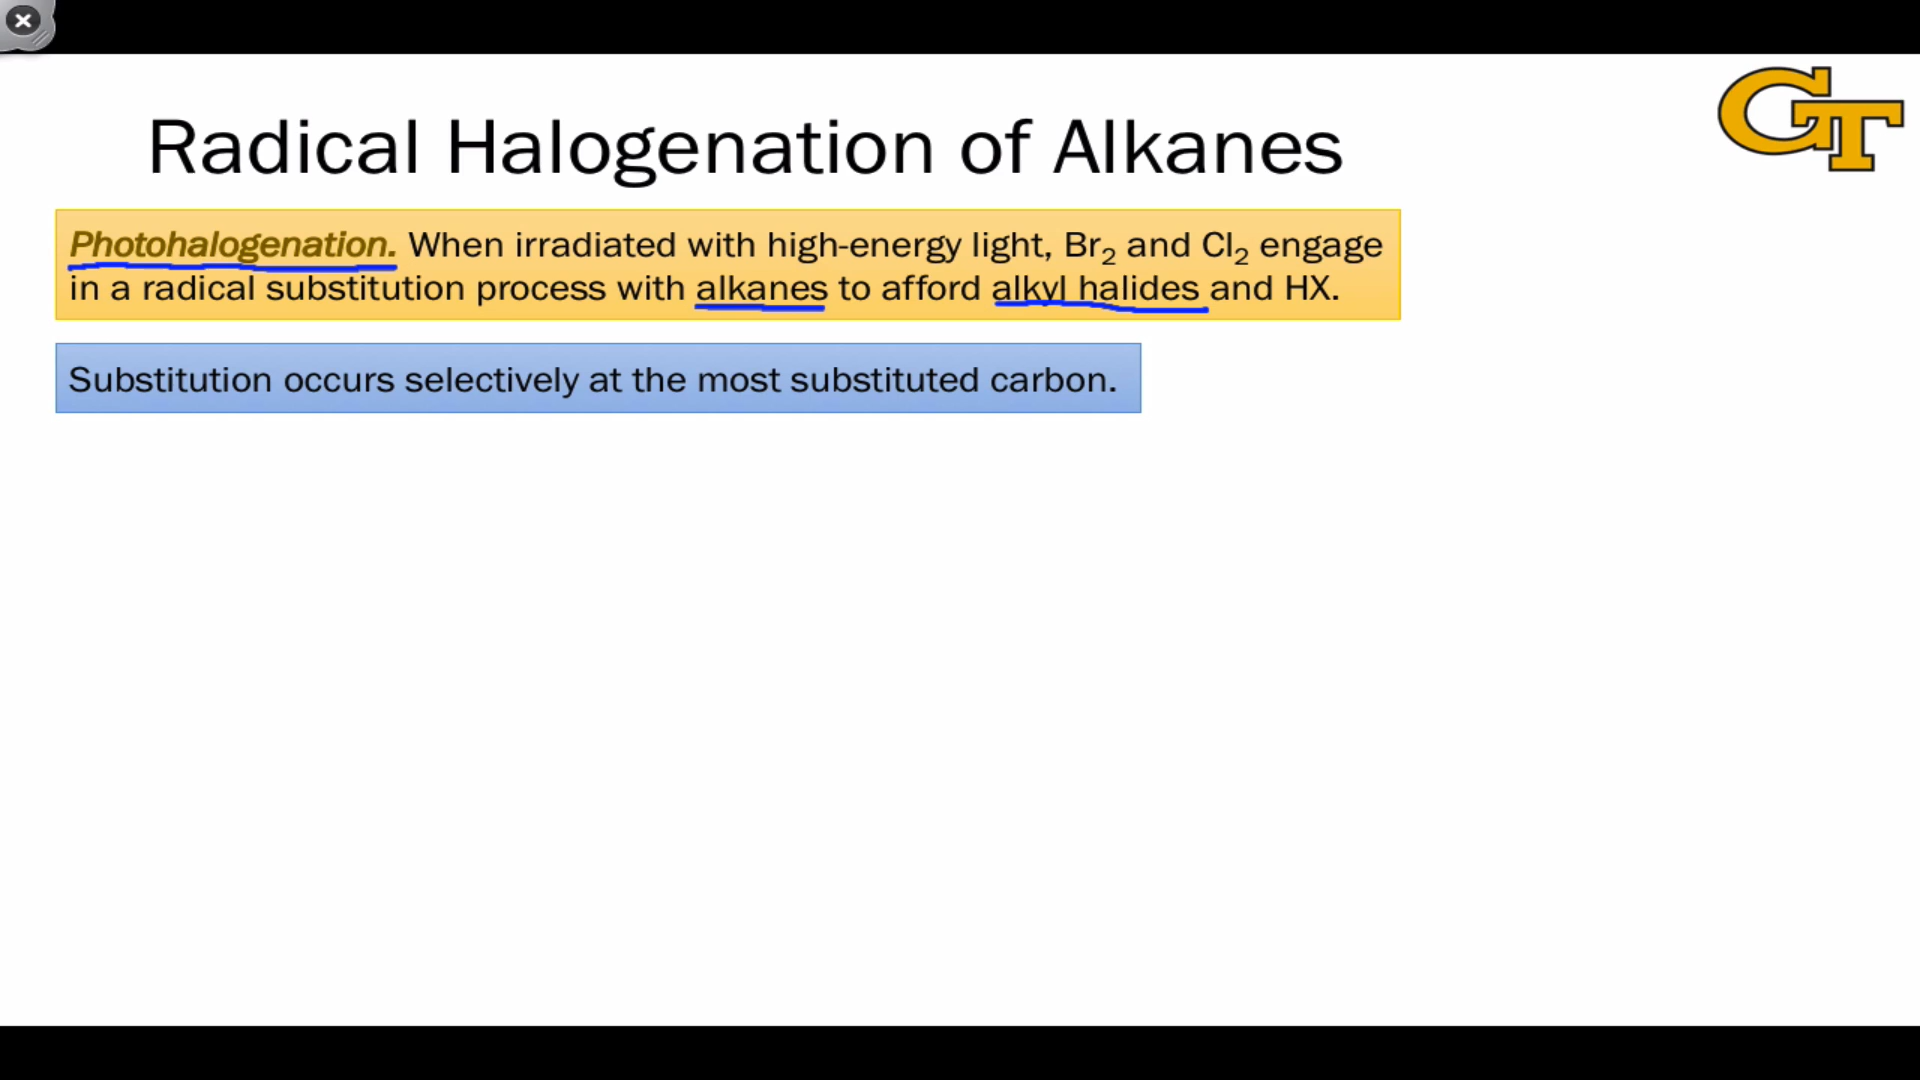 GT
Radical Halogenation of Alkanes
Photohalogenation. When irradiated with high-energy light, Br₂ and Cl₂ engage
in a radical substitution process with alkanes to afford alkyl halides and HX.
Substitution occurs selectively at the most substituted carbon.